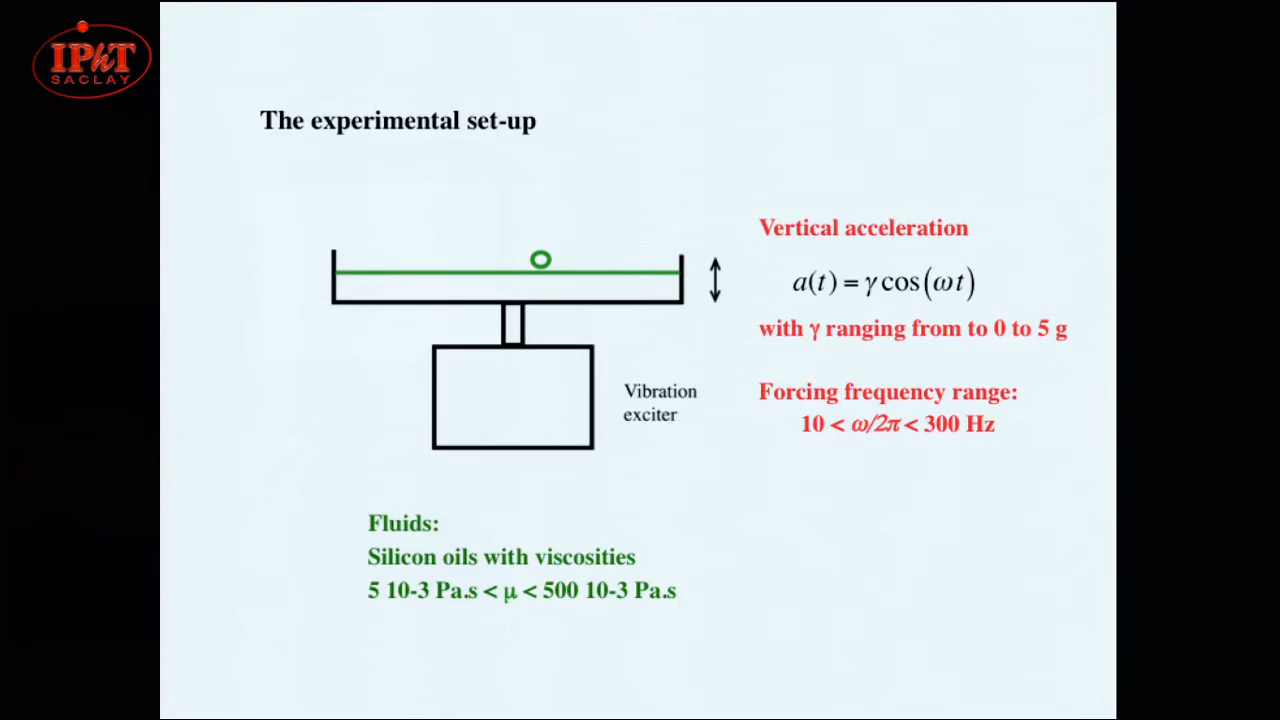 IPhT
SACLAY
The experimental set-up
Vertical acceleration
a(t) = γ cos(ω t)
with γ ranging from to 0 to 5 g
Vibration
exciter
Forcing frequency range:
10 < ω/2π < 300 Hz
Fluids:
Silicon oils with viscosities
5 10-3 Pa.s < μ < 500 10-3 Pa.s